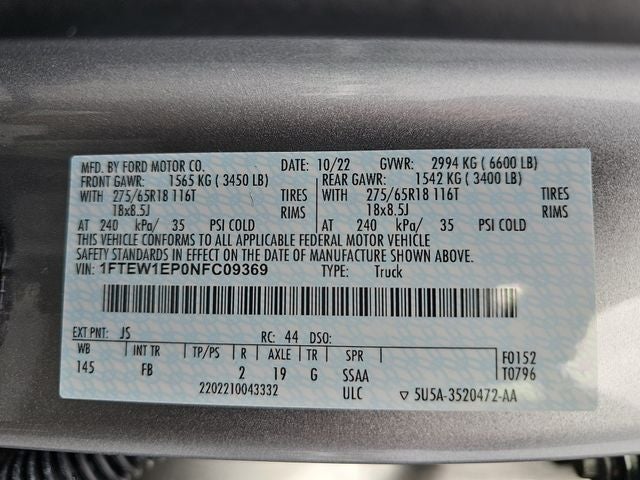 MFD. BY FORD MOTOR CO. DATE: 10/22 GVWR: 2994 KG ( 6600 LB)
FRONT GAWR: 1565 KG ( 3450 LB) REAR GAWR: 1542 KG ( 3400 LB)
WITH 275/65R18 116T TIRES WITH 275/65R18 116T TIRES
18x8.5J RIMS 18x8.5J RIMS
AT 240 kPa/ 35 PSI COLD AT 240 kPa/ 35 PSI COLD
THIS VEHICLE CONFORMS TO ALL APPLICABLE FEDERAL MOTOR VEHICLE
SAFETY STANDARDS IN EFFECT ON THE DATE OF MANUFACTURE SHOWN ABOVE.
VIN: 1FTEW1EP0NFC09369 TYPE: Truck
EXT PNT: JS RC: 44 DSO:
WB INT TR TP/PS R AXLE TR SPR F0152
145 FB 2 19 G SSAA T0796
2202210043332 ULC 5U5A-3520472-AA